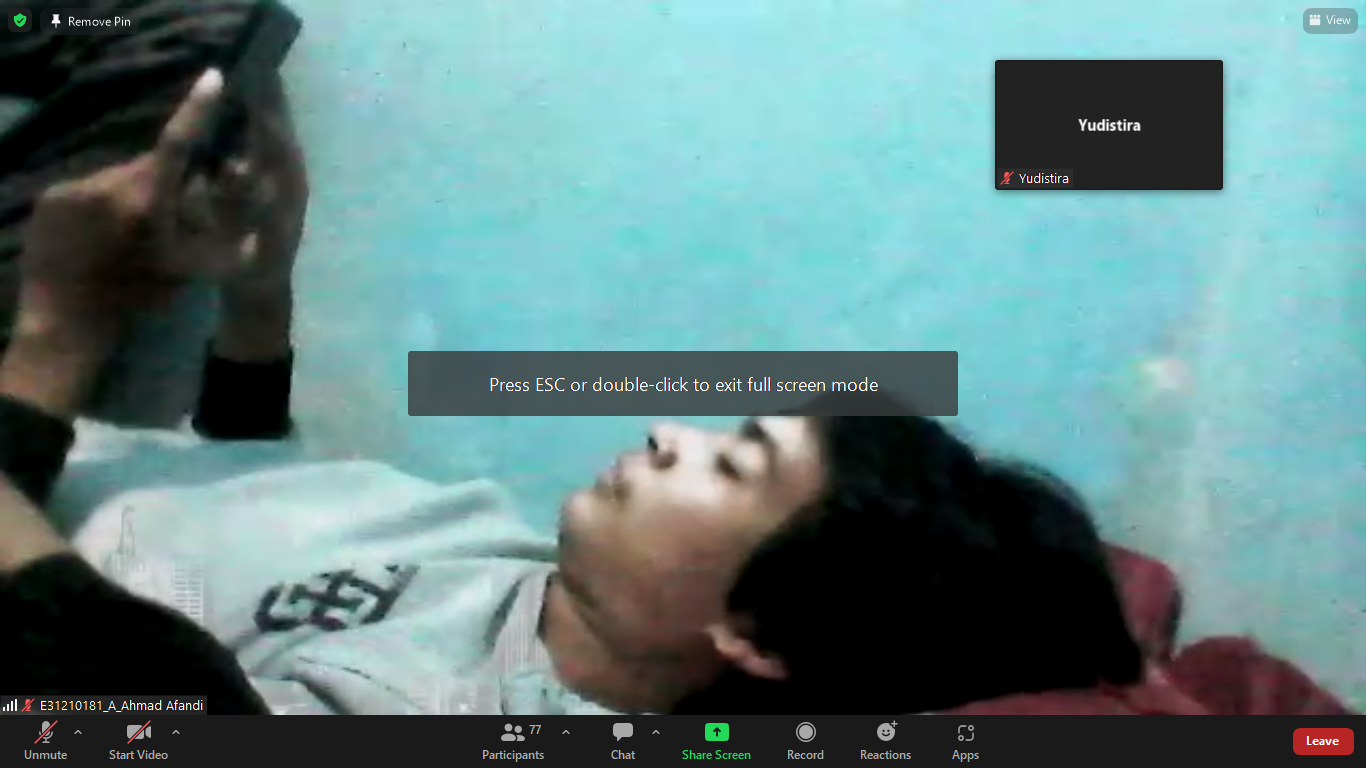 Remove Pin
View
Yudistira
Yudistira
Press ESC or double-click to exit full screen mode
E31210181_A_Ahmad Afandi
Unmute
Start Video
77
Participants
Chat
Share Screen
Record
Reactions
Apps
Leave